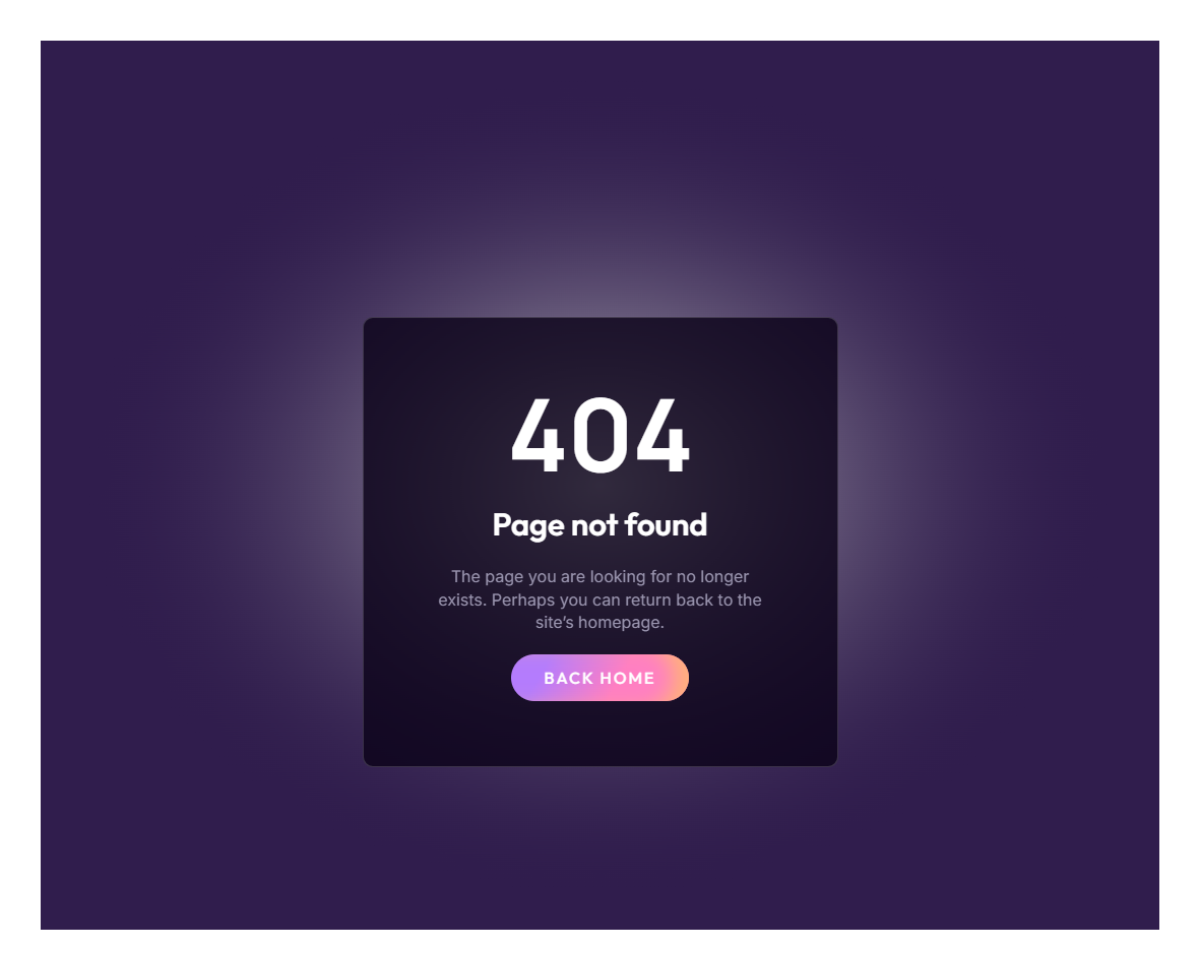 404
Page not found
The page you are looking for no longer
exists. Perhaps you can return back to the
site’s homepage.
BACK HOME